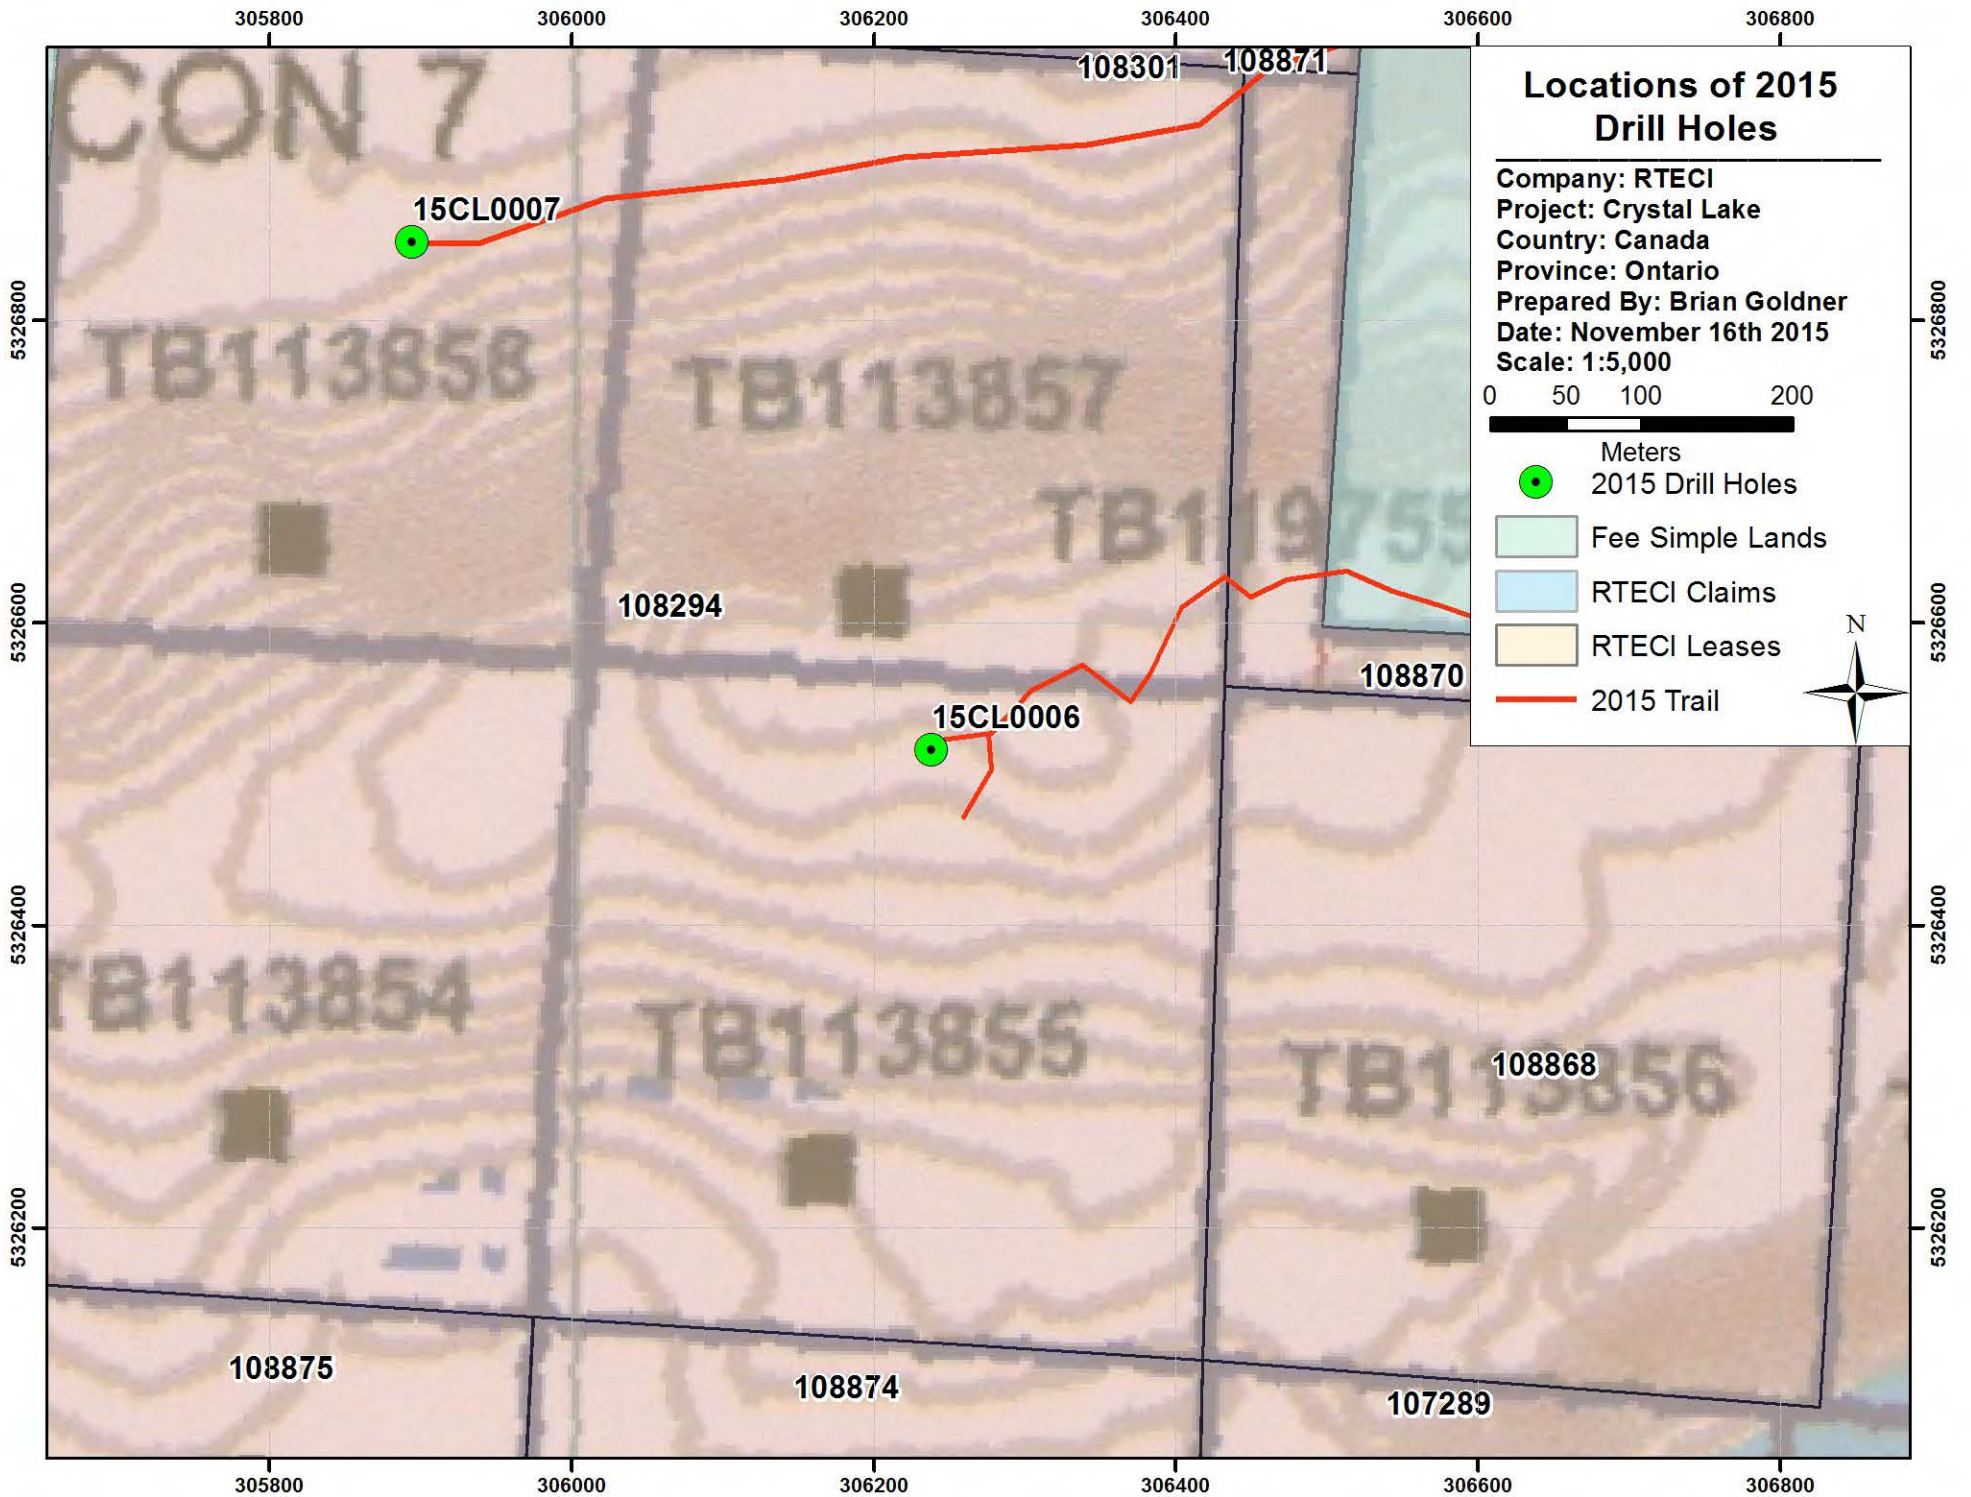 305800 306000 306200 306400 306600 306800
108301 108871
CON 7
15CL0007
5326800
TB113858
TB113857
TB119755
108294
5326600
108870
15CL0006
5326400
TB113854
TB113855
TB113856
108868
5326200
108875
108874
107289
305800 306000 306200 306400 306600 306800
Locations of 2015
Drill Holes
Company: RTECI
Project: Crystal Lake
Country: Canada
Province: Ontario
Prepared By: Brian Goldner
Date: November 16th 2015
Scale: 1:5,000
0 50 100 200
Meters
2015 Drill Holes
Fee Simple Lands
RTECI Claims
RTECI Leases
2015 Trail
N
5326800
5326600
5326400
5326200